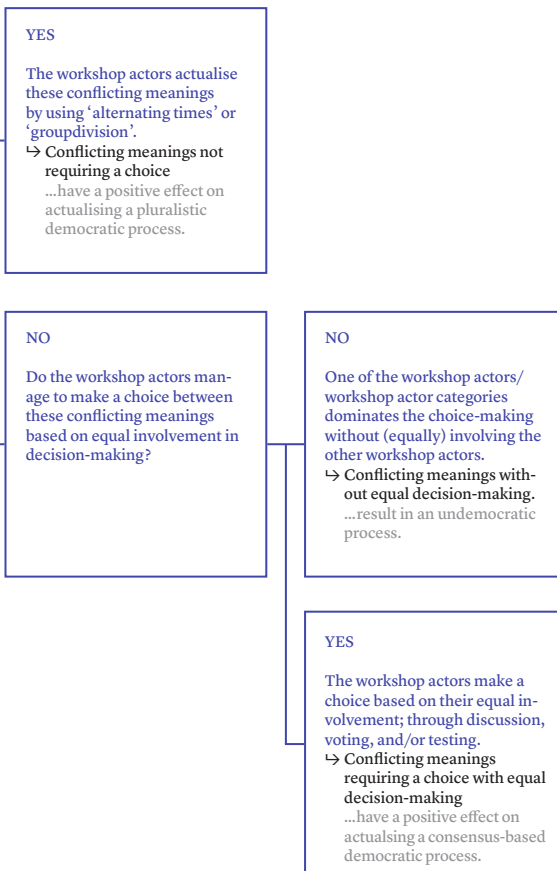 YES
The workshop actors actualise
these conflicting meanings
by using ‘alternating times’ or
‘groupdivision’.
↳ Conflicting meanings not
requiring a choice
...have a positive effect on
actualising a pluralistic
democratic process.
NO
Do the workshop actors man-
age to make a choice between
these conflicting meanings
based on equal involvement in
decision-making?
NO
One of the workshop actors/
workshop actor categories
dominates the choice-making
without (equally) involving the
other workshop actors.
↳ Conflicting meanings with-
out equal decision-making.
...result in an undemocratic
process.
YES
The workshop actors make a
choice based on their equal in-
volvement; through discussion,
voting, and/or testing.
↳ Conflicting meanings
requiring a choice with equal
decision-making
...have a positive effect on
actualsing a consensus-based
democratic process.